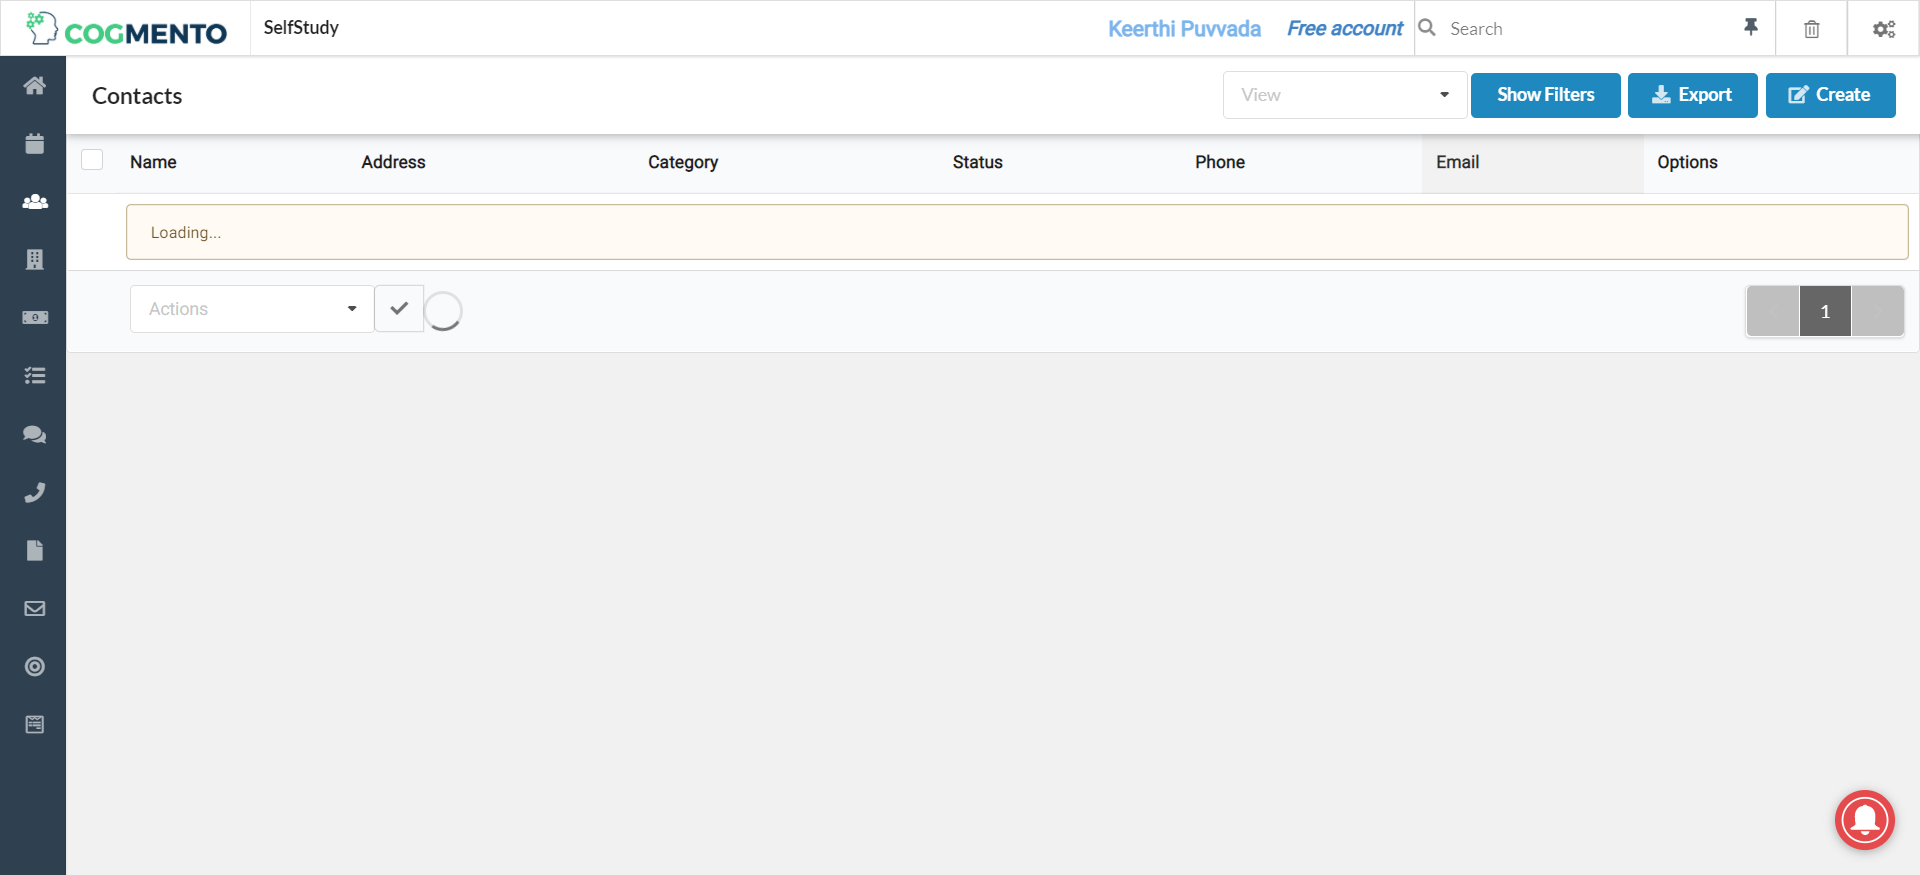 COGMENTO
SelfStudy
Keerthi Puvvada
Free account
Search
Contacts
View
Show Filters
Export
Create
Name
Address
Category
Status
Phone
Email
Options
Loading...
Actions
1